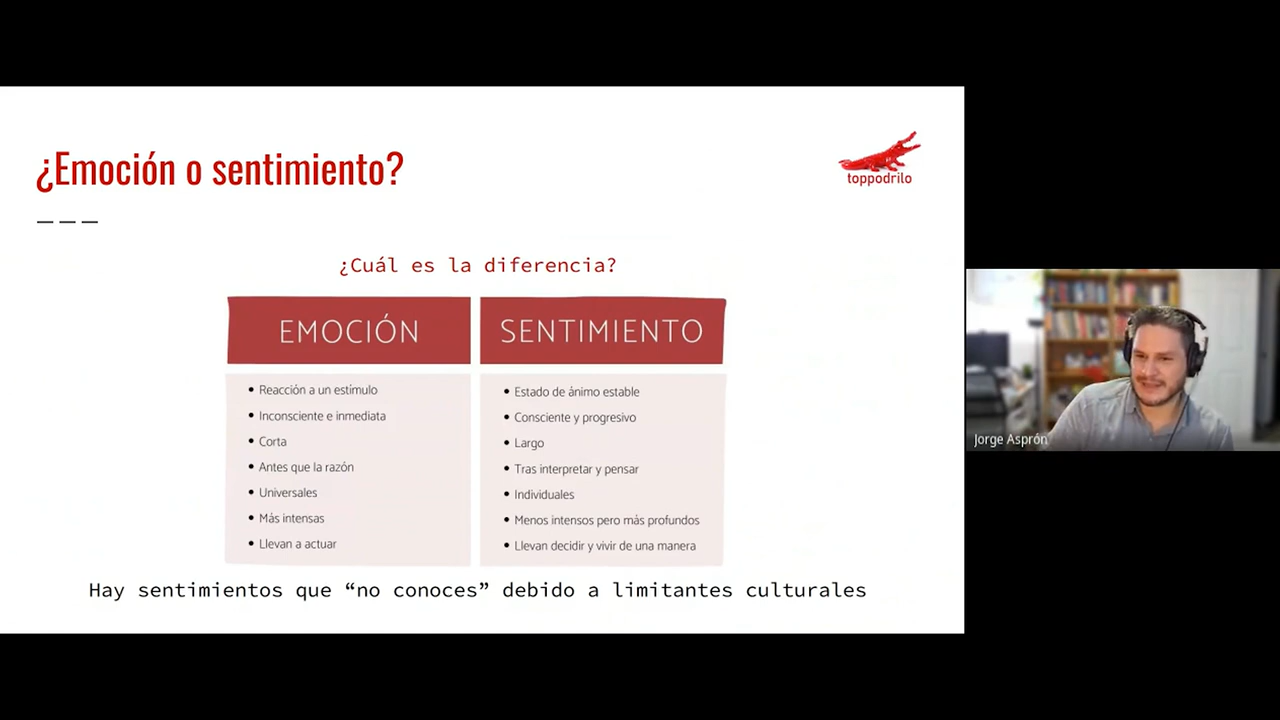 ¿Emoción o sentimiento?
toppodrilo
¿Cuál es la diferencia?
EMOCIÓN
• Reacción a un estímulo
• Inconsciente e inmediata
• Corta
• Antes que la razón
• Universales
• Más intensas
• Llevan a actuar
SENTIMIENTO
• Estado de ánimo estable
• Consciente y progresivo
• Largo
• Tras interpretar y pensar
• Individuales
• Menos intensos pero más profundos
• Llevan decidir y vivir de una manera
Hay sentimientos que “no conoces” debido a limitantes culturales
Jorge Asprón